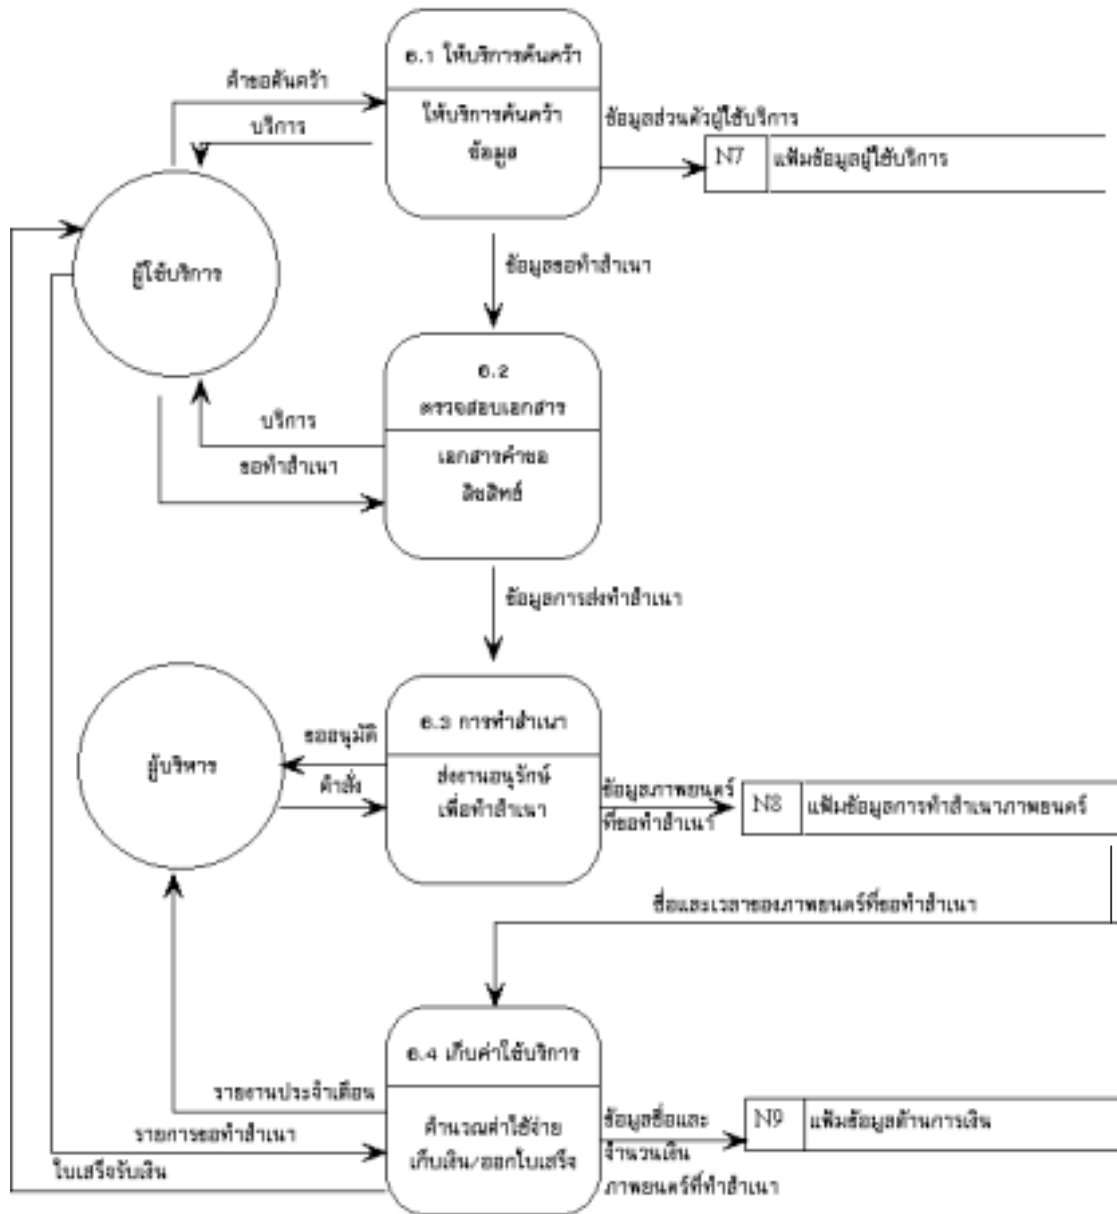 6.1 ให้บริการค้นคว้า
คำขอค้นคว้า
ให้บริการค้นคว้า
ข้อมูล
บริการ
ข้อมูลส่วนตัวผู้ใช้บริการ
N7 แฟ้มข้อมูลผู้ใช้บริการ
ผู้ใช้บริการ
ข้อมูลขอทำสำเนา
6.2
ตรวจสอบเอกสาร
บริการ
เอกสารคำขอ
ลิขสิทธิ์
ขอทำสำเนา
ข้อมูลการส่งทำสำเนา
6.3 การทำสำเนา
ขออนุมัติ
ผู้บริหาร
คำสั่ง
ส่งงานอนุรักษ์
เพื่อทำสำเนา
ข้อมูลภาพยนตร์
ที่ขอทำสำเนา
N8 แฟ้มข้อมูลการทำสำเนาภาพยนตร์
ชื่อและเวลาของภาพยนตร์ที่ขอทำสำเนา
6.4 เก็บค่าใช้บริการ
รายงานประจำเดือน
คำนวณค่าใช้จ่าย
เก็บเงิน/ออกใบเสร็จ
รายการขอทำสำเนา
ใบเสร็จรับเงิน
ข้อมูลชื่อและ
จำนวนเงิน
ภาพยนตร์ที่ทำสำเนา
N9 แฟ้มข้อมูลด้านการเงิน